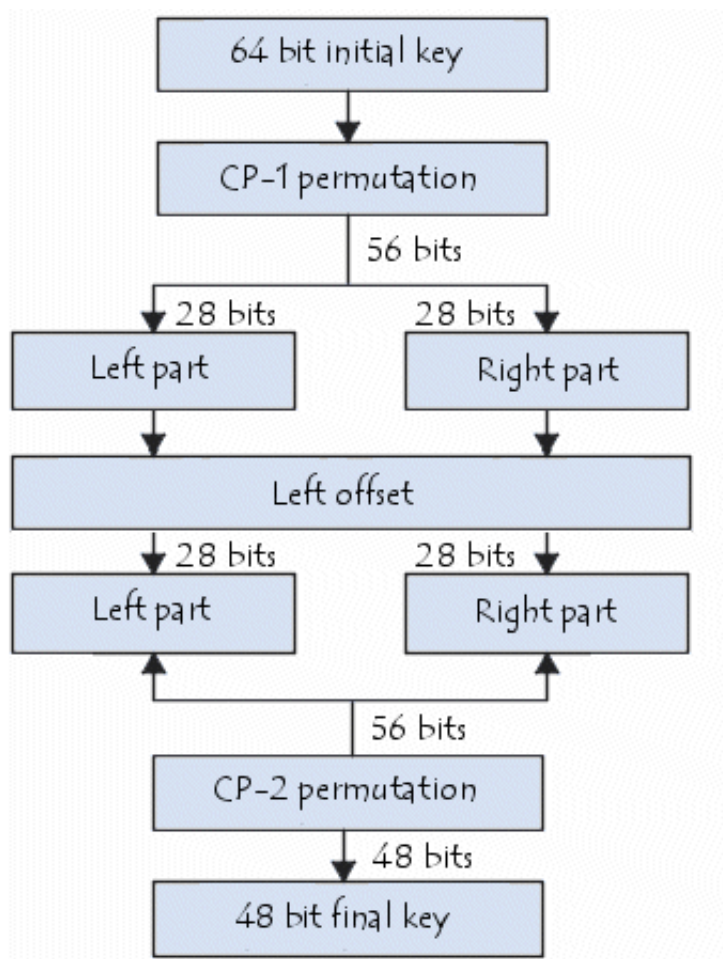 64 bit initial key
CP-1 permutation
56 bits
28 bits
28 bits
Left part
Right part
Left offset
28 bits
28 bits
Left part
Right part
56 bits
CP-2 permutation
48 bits
48 bit final key